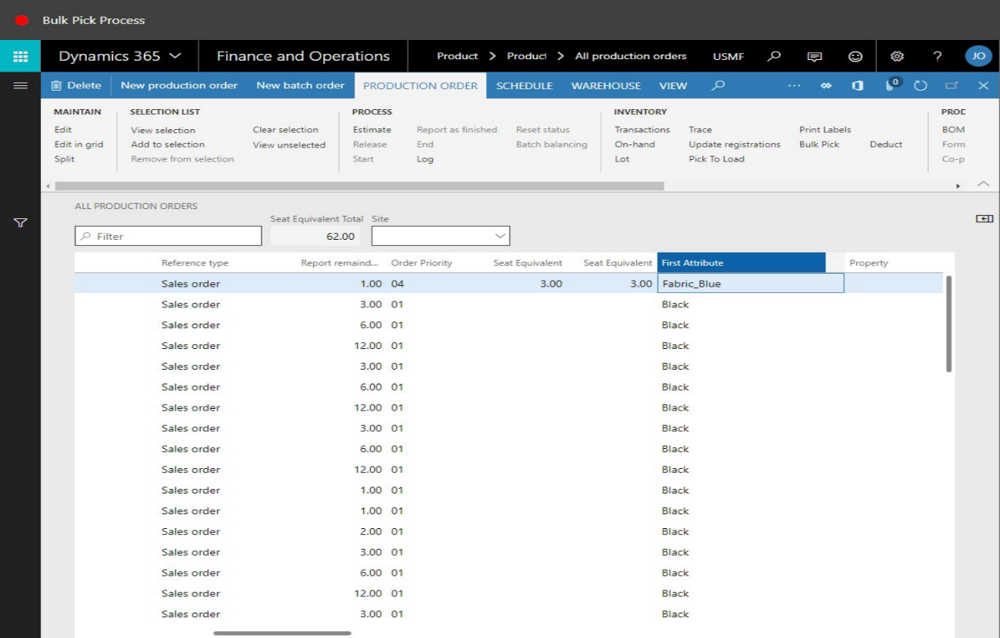 Bulk Pick Process
Dynamics 365 Finance and Operations Product > Product > All production orders USMF ? JO
Delete New production order New batch order PRODUCTION ORDER SCHEDULE WAREHOUSE VIEW ... 0
MAINTAIN SELECTION LIST PROCESS INVENTORY PROD
Edit View selection Clear selection Estimate Report as finished Reset status Transactions Trace Print Labels BOM
Edit in grid Add to selection View unselected Release End Batch balancing On-hand Update registrations Bulk Pick Deduct Form
Split Remove from selection Start Log Lot Pick To Load Co-p
ALL PRODUCTION ORDERS
Seat Equivalent Total Site
Filter 62.00
Reference type Report remaind... Order Priority Seat Equivalent Seat Equivalent First Attribute Property
Sales order 1.00 04 3.00 3.00 Fabric_Blue
Sales order 3.00 01 Black
Sales order 6.00 01 Black
Sales order 12.00 01 Black
Sales order 3.00 01 Black
Sales order 6.00 01 Black
Sales order 12.00 01 Black
Sales order 3.00 01 Black
Sales order 6.00 01 Black
Sales order 12.00 01 Black
Sales order 1.00 01 Black
Sales order 1.00 01 Black
Sales order 2.00 01 Black
Sales order 3.00 01 Black
Sales order 6.00 01 Black
Sales order 12.00 01 Black
Sales order 3.00 01 Black